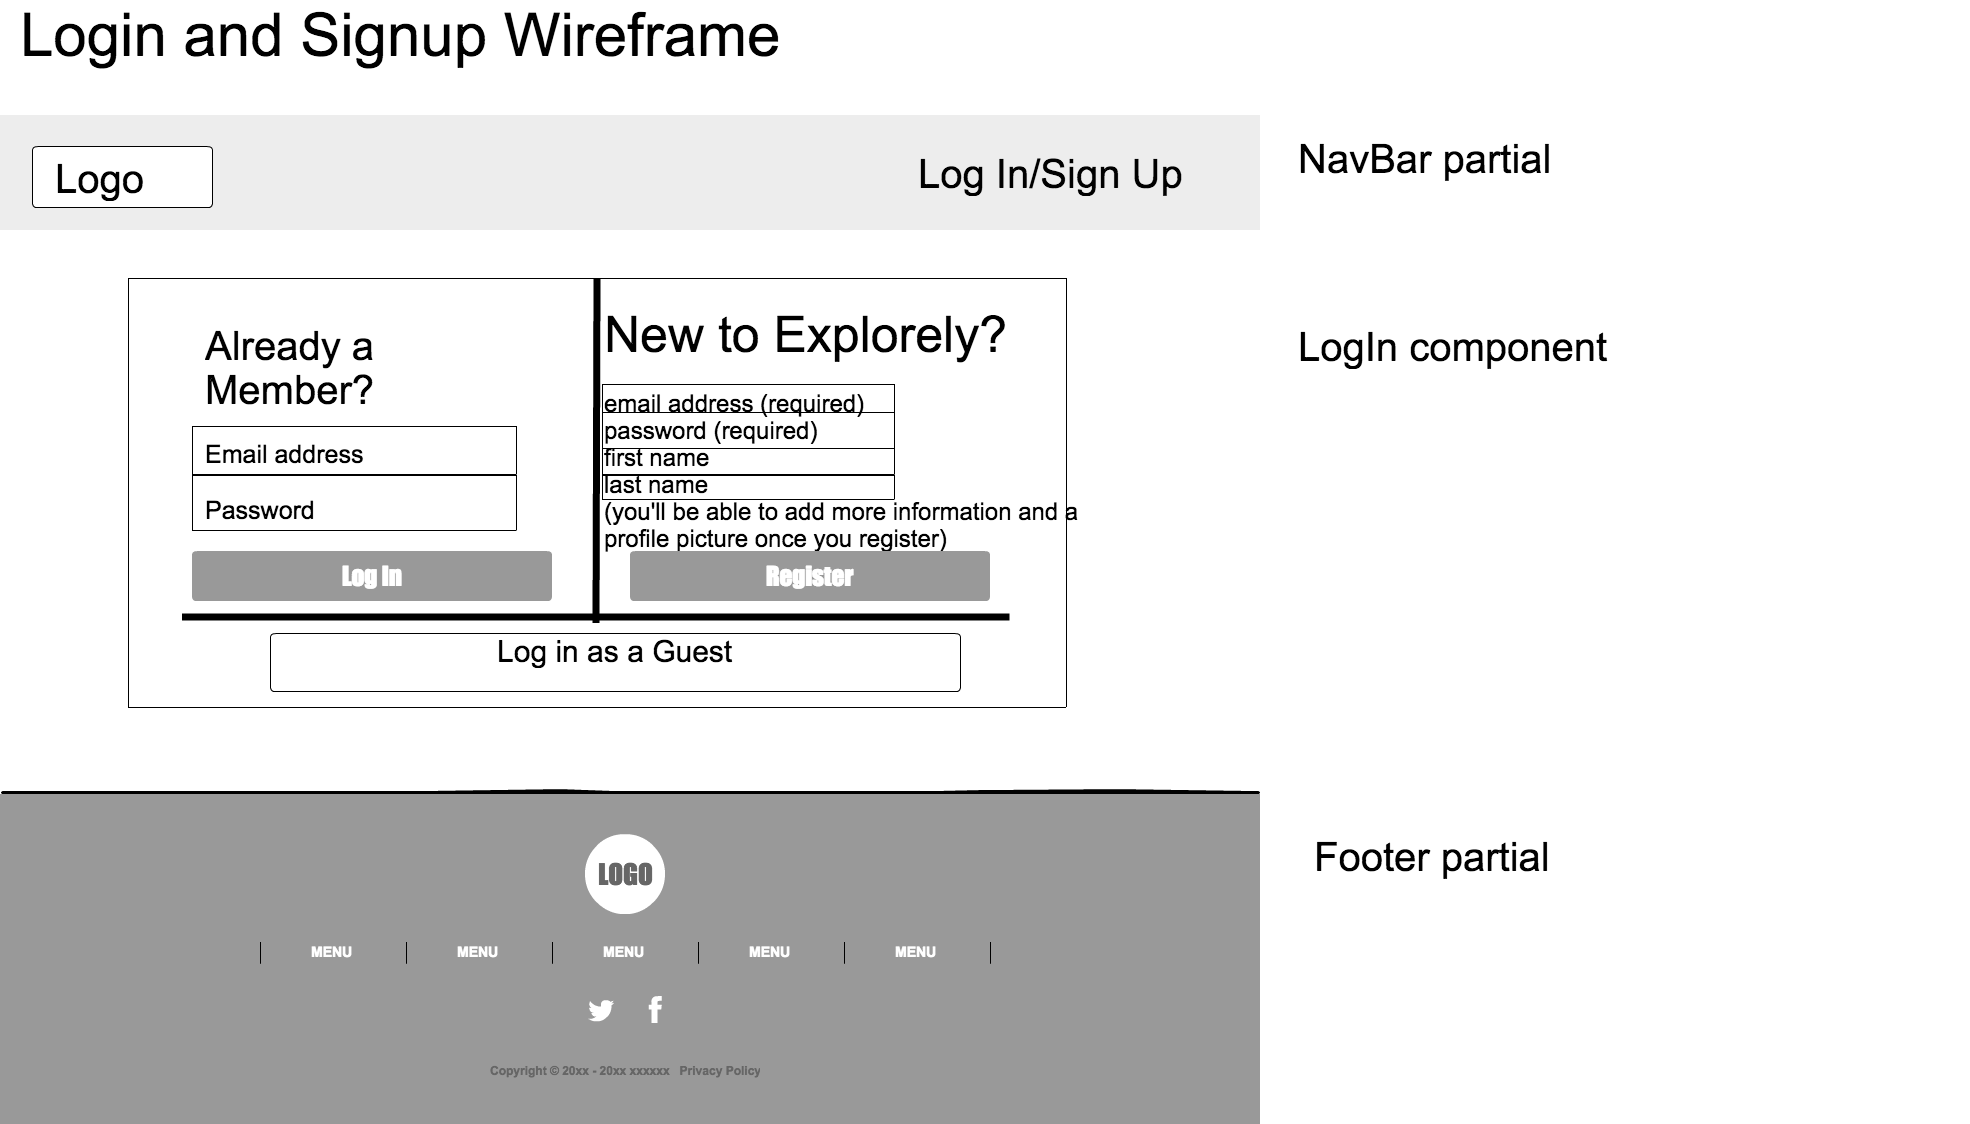 Login and Signup Wireframe
Logo
Log In/Sign Up
NavBar partial
Already a
Member?
Email address
Password
Log In
New to Explorely?
email address (required)
password (required)
first name
last name
(you'll be able to add more information and a
profile picture once you register)
Register
Log in as a Guest
LogIn component
LOGO
MENU MENU MENU MENU MENU
Copyright © 20xx - 20xx xxxxxx Privacy Policy
Footer partial